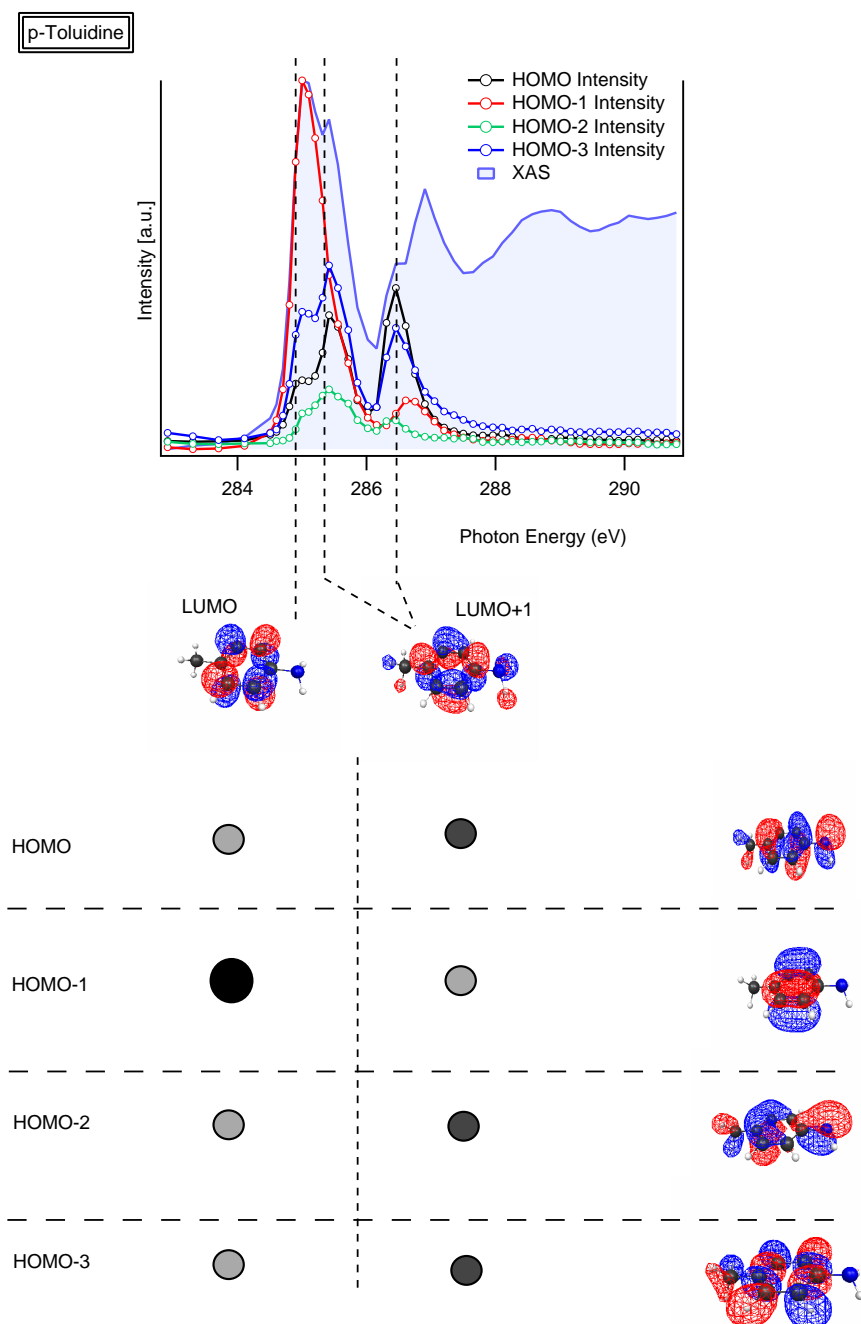 p-Toluidine
HOMO Intensity
HOMO-1 Intensity
HOMO-2 Intensity
HOMO-3 Intensity
XAS
Intensity [a.u.]
284 286 288 290
Photon Energy (eV)
LUMO LUMO+1
HOMO
HOMO-1
HOMO-2
HOMO-3